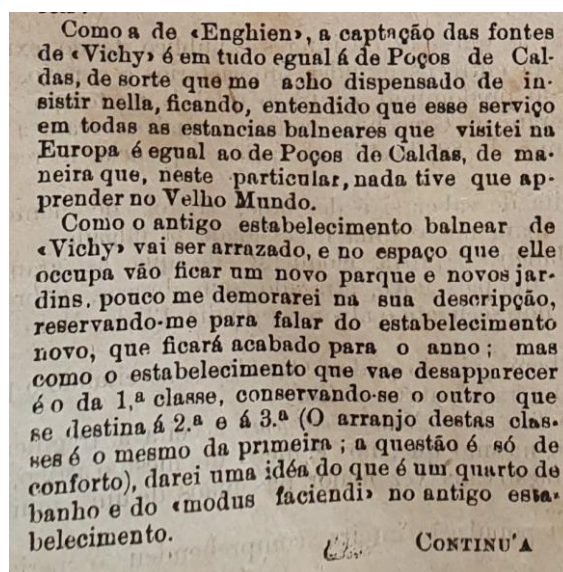 Como a de «Enghien», a captação das fontes
de «Vichy» é em tudo egual á de Poços de Cal-
das, de sorte que me acho dispensado de in-
sistir nella, ficando, entendido que esse serviço
em todas as estancias balneares que visitei na
Europa é egual ao de Poços de Caldas, de ma-
neira que, neste particular, nada tive que ap-
prender no Velho Mundo.
Como o antigo estabelecimento balnear de
«Vichy» vai ser arrazado, e no espaço que elle
occupa vão ficar um novo parque e novos jar-
dins, pouco me demorarei na sua descripção,
reservando-me para falar do estabelecimento
novo, que ficará acabado para o anno; mas
como o estabelecimento que vae desapparecer
é o da 1,ª classe, conservando-se o outro que
se destina á 2.ª e á 3.ª (O arranjo destas clas-
ses é o mesmo da primeira; a questão é só de
conforto), darei uma idéa do que é um quarto de
banho e do «modus faciendi» no antigo esta-
belecimento.
CONTINU'A